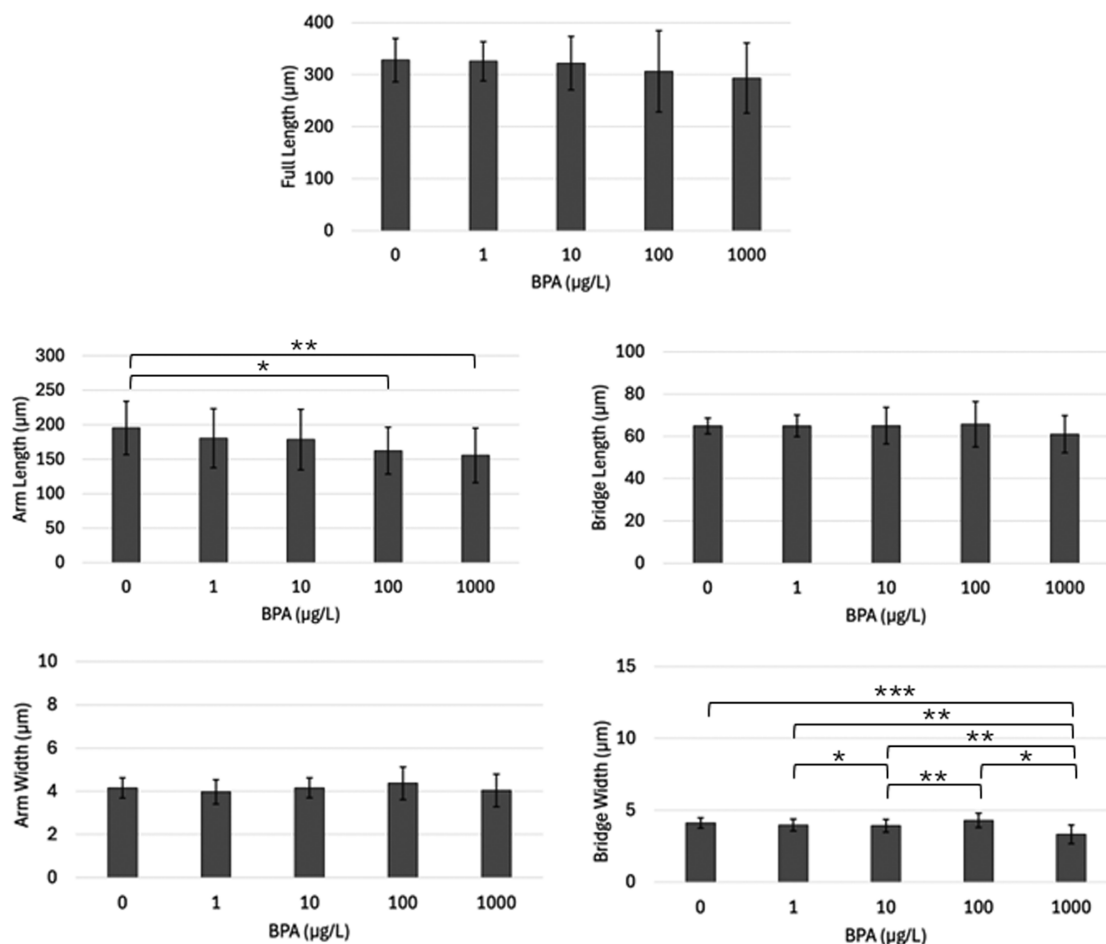 400
300
200
100
0
Full Length (µm)
0 1 10 100 1000
BPA (µg/L)
300
250
200
150
100
50
0
Arm Length (µm)
**
*
0 1 10 100 1000
BPA (µg/L)
100
80
60
40
20
0
Bridge Length (µm)
0 1 10 100 1000
BPA (µg/L)
10
8
6
4
2
0
Arm Width (µm)
0 1 10 100 1000
BPA (µg/L)
15
10
5
0
Bridge Width (µm)
***
**
**
* *
**
0 1 10 100 1000
BPA (µg/L)